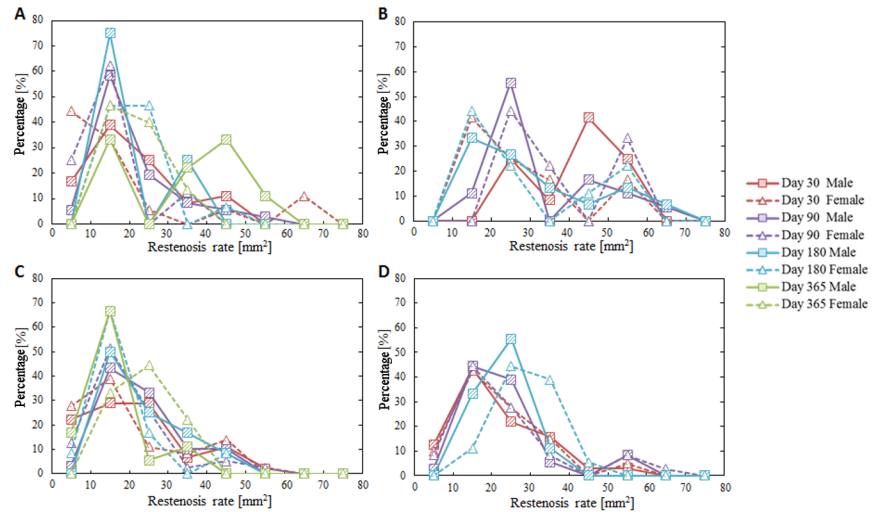 A
B
80
70
60
50
40
30
20
10
0
Percentage [%]
0 10 20 30 40 50 60 70 80
Restenosis rate [mm²]
80
70
60
50
40
30
20
10
0
Percentage [%]
0 10 20 30 40 50 60 70 80
Restenosis rate [mm²]
C
D
80
70
60
50
40
30
20
10
0
Percentage [%]
0 10 20 30 40 50 60 70 80
Restenosis rate [mm²]
80
70
60
50
40
30
20
10
0
Percentage [%]
0 10 20 30 40 50 60 70 80
Restenosis rate [mm²]
Day 30 Male
Day 30 Female
Day 90 Male
Day 90 Female
Day 180 Male
Day 180 Female
Day 365 Male
Day 365 Female